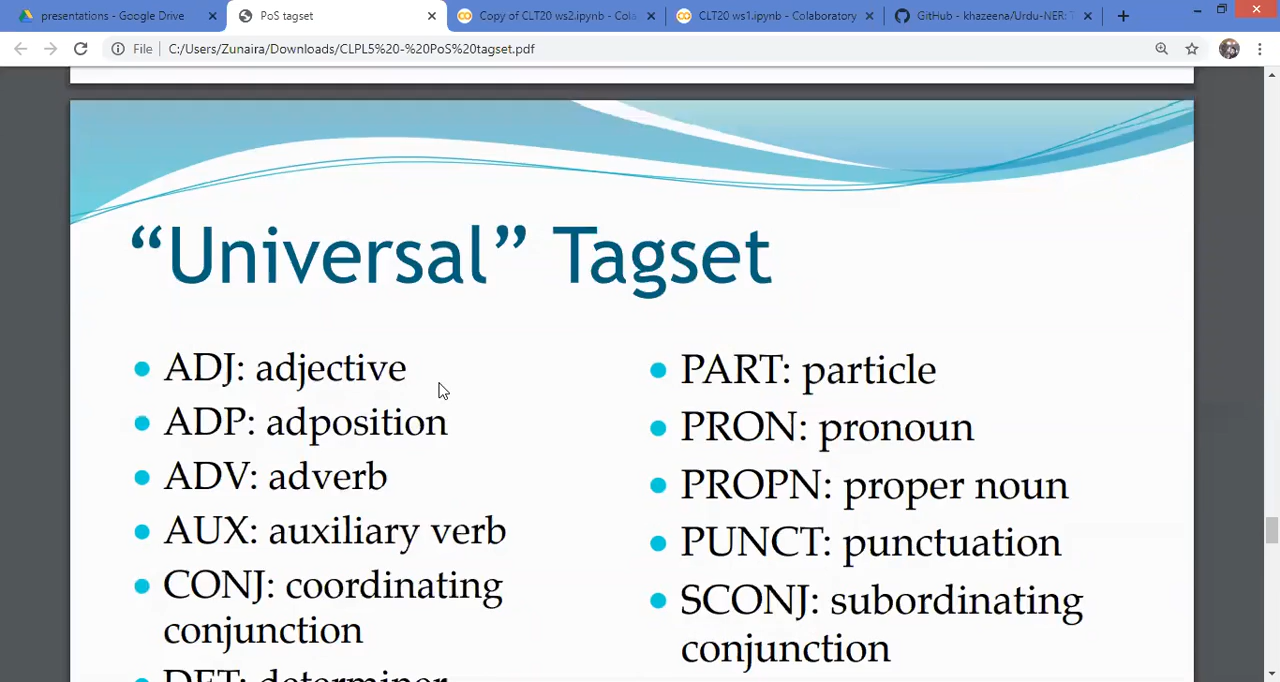 presentations - Google Drive
PoS tagset
Copy of CLT20 ws2.ipynb - Cola
CLT20 ws1.ipynb - Colaboratory
GitHub - khazeena/Urdu-NER: T
File
C:/Users/Zunaira/Downloads/CLPL5%20-%20PoS%20tagset.pdf
“Universal” Tagset
ADJ: adjective
ADP: adposition
ADV: adverb
AUX: auxiliary verb
CONJ: coordinating
conjunction
DET: determiner
PART: particle
PRON: pronoun
PROPN: proper noun
PUNCT: punctuation
SCONJ: subordinating
conjunction